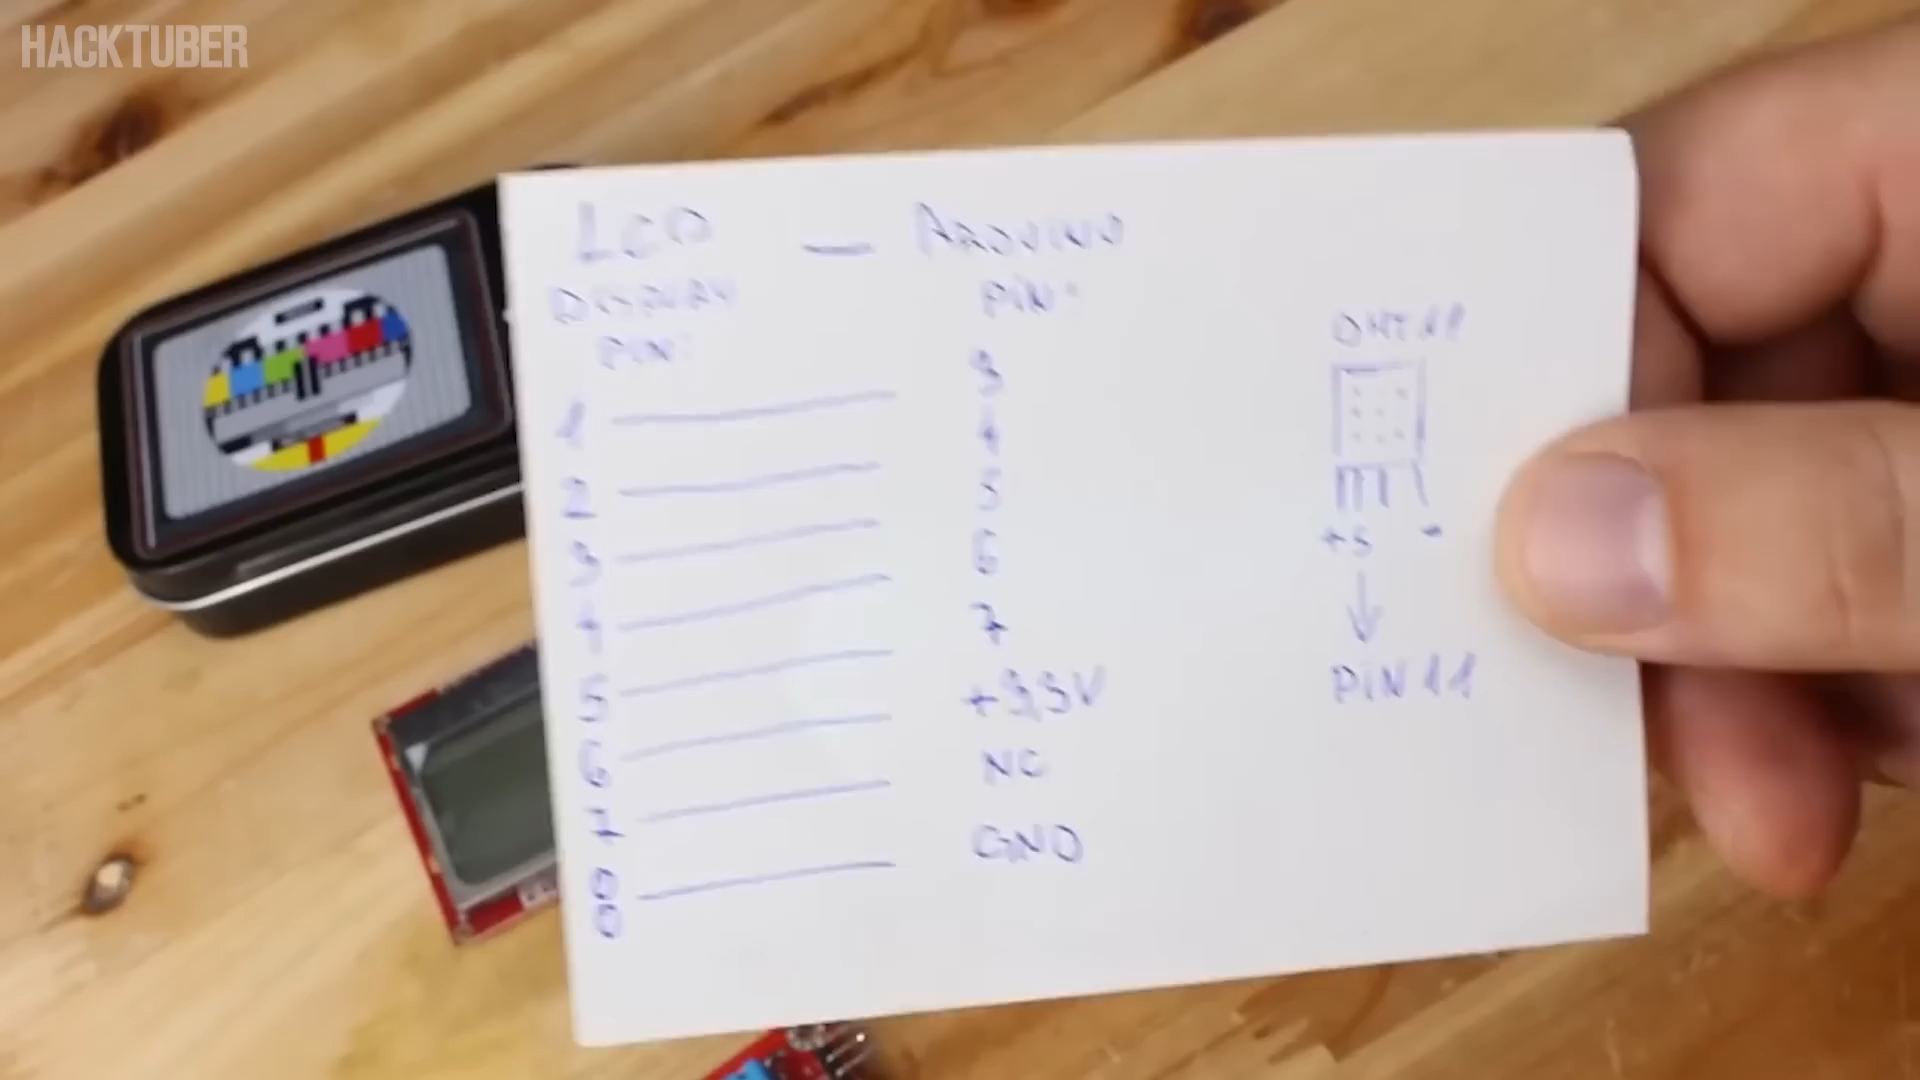 HACKTUBER
LCD — ARDUINO
DISPLAY PIN:
PIN:
1 3
2 4
3 5
4 6
5 7
6 +3,3V
7 NC
8 GND
DHT11
+ S -
PIN 11